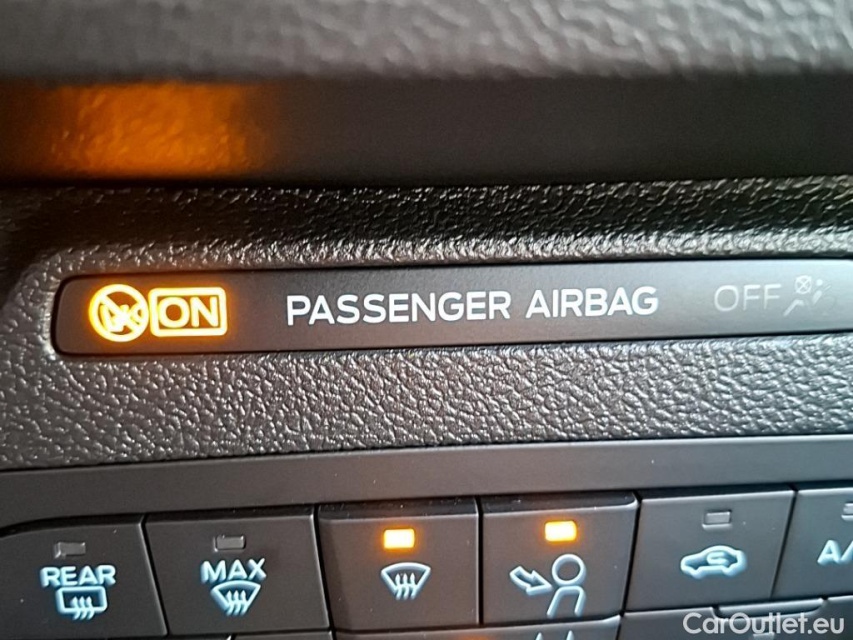 ON PASSENGER AIRBAG OFF
REAR MAX A/
CarOutlet.eu